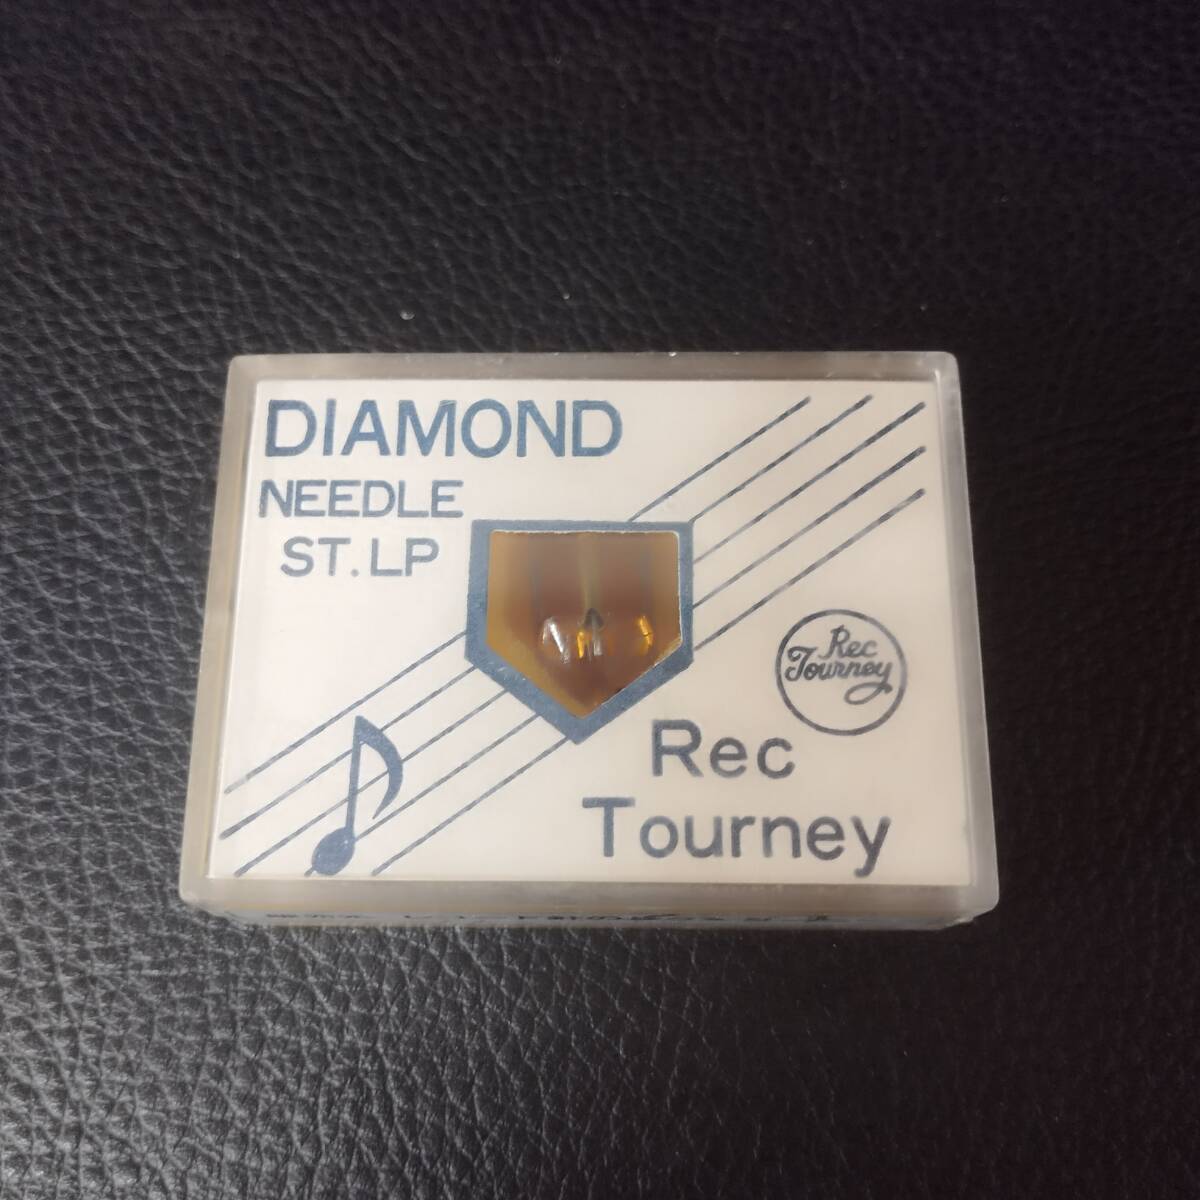 DIAMOND
NEEDLE
ST. LP
Rec
Tourney
Rec
Tourney